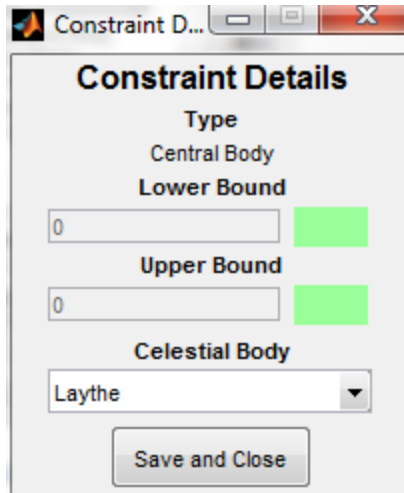 Constraint D...
Constraint Details
Type
Central Body
Lower Bound
0
Upper Bound
0
Celestial Body
Laythe
Save and Close